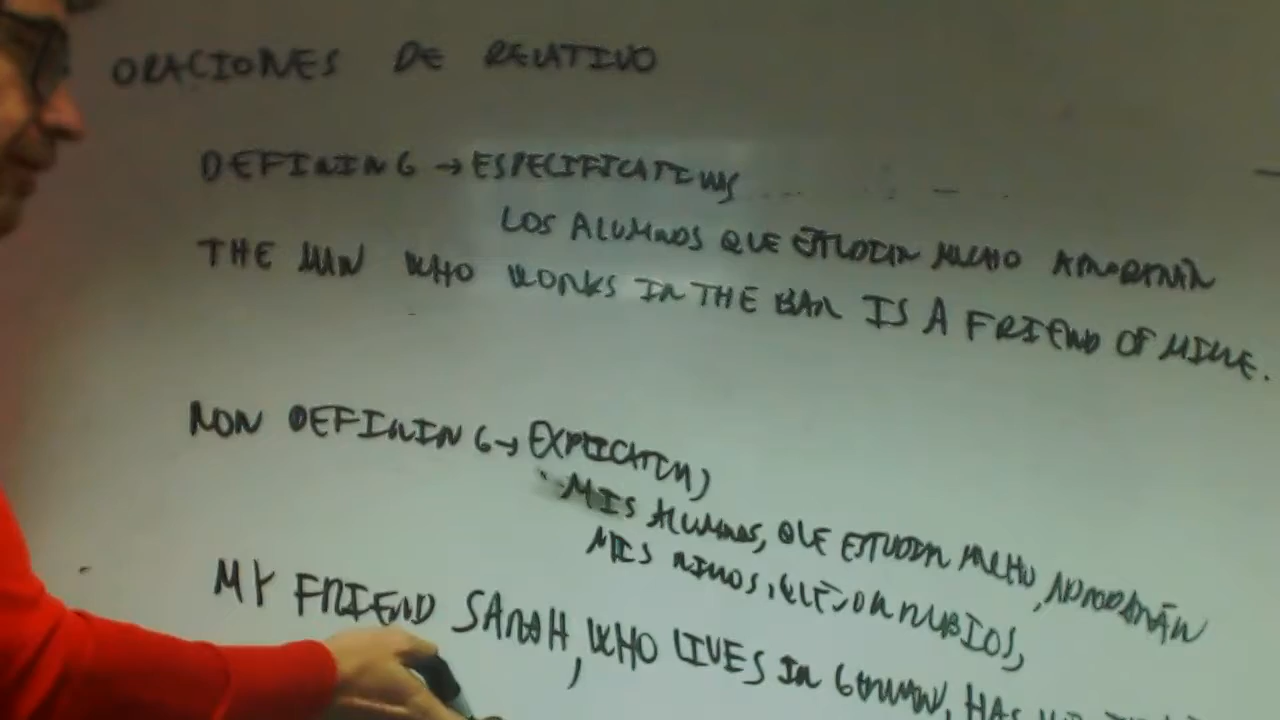 ORACIONES DE RELATIVO
DEFINING → ESPECIFICATIVAS
LOS ALUMNOS QUE ESTUDIAN MUCHO APROBARÁN
THE MAN WHO WORKS IN THE BAR IS A FRIEND OF MINE.
NON DEFINING → EXPLICATIVAS
MIS ALUMNOS, QUE ESTUDIAN MUCHO, APROBARÁN
MIS NIÑOS, QUE SON RUBIOS,
MY FRIEND SARAH, WHO LIVES IN GERMANY, HAS